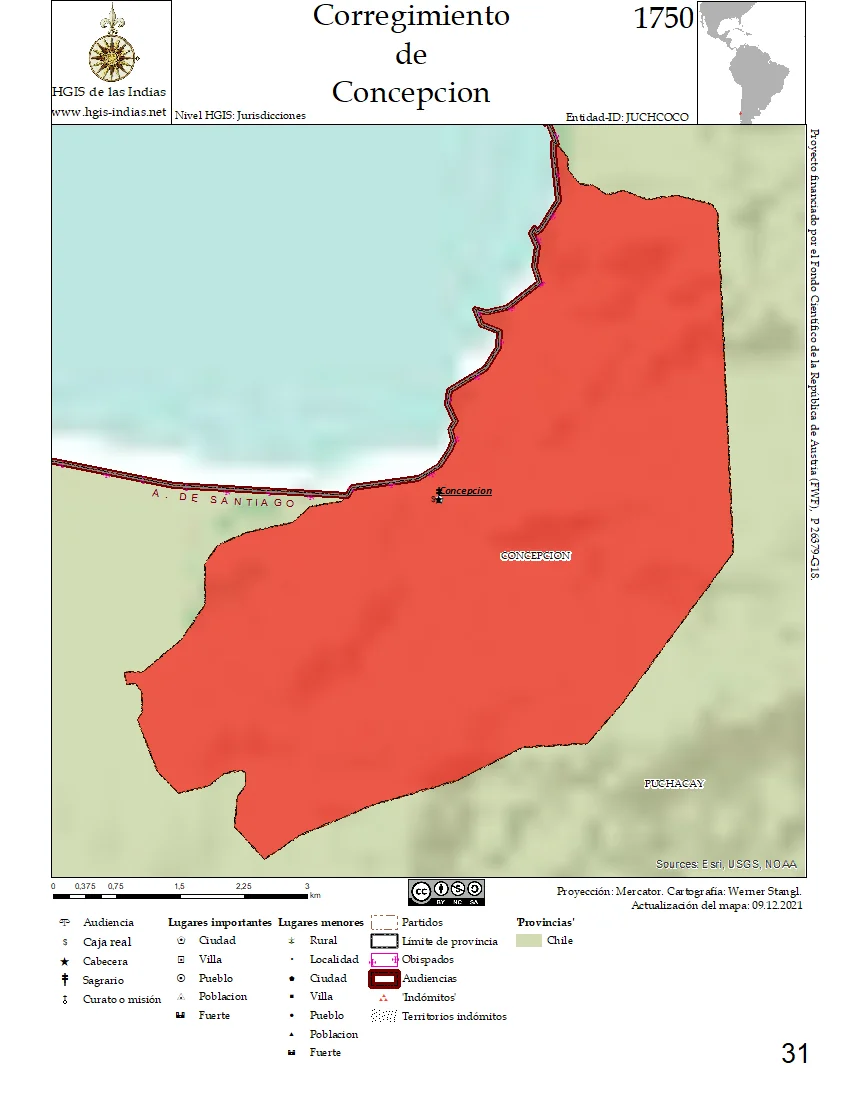 Corregimiento
de
Concepcion
1750
HGIS de las Indias
www.hgis-indias.net
Nivel HGIS: Jurisdicciones
Entidad-ID: JUCHCOCO
Proyecto financiado por el Fondo Científico de la República de Austria (FWF), P 26379-G18.
A. DE SANTIAGO
S
Concepcion
CONCEPCION
PUCHACAY
Sources: Esri, USGS, NOAA
0 0,375 0,75 1,5 2,25 3
km
cc BY NC SA
Proyección: Mercator. Cartografía: Werner Stangl.
Actualización del mapa: 09.12.2021
Audiencia
S Caja real
Cabecera
Sagrario
Curato o misión
Lugares importantes
Ciudad
Villa
Pueblo
Poblacion
Fuerte
Lugares menores
Rural
Localidad
Ciudad
Villa
Pueblo
Poblacion
Fuerte
Partidos
Límite de provincia
Obispados
Audiencias
'Indómitos'
Territorios indómitos
'Provincias'
Chile
31